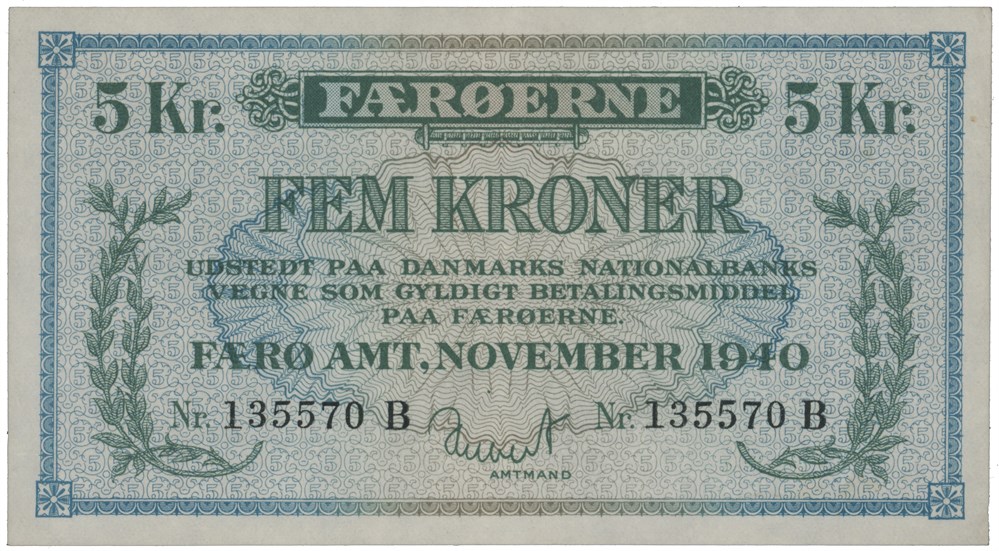 5 Kr. FÆRØERNE 5 Kr.
FEM KRONER
UDSTEDT PAA DANMARKS NATIONALBANKS
VEGNE SOM GYLDIGT BETALINGSMIDDEL
PAA FÆRØERNE.
FÆRØ AMT, NOVEMBER 1940
Nr. 135570 B Nr. 135570 B
AMTMAND